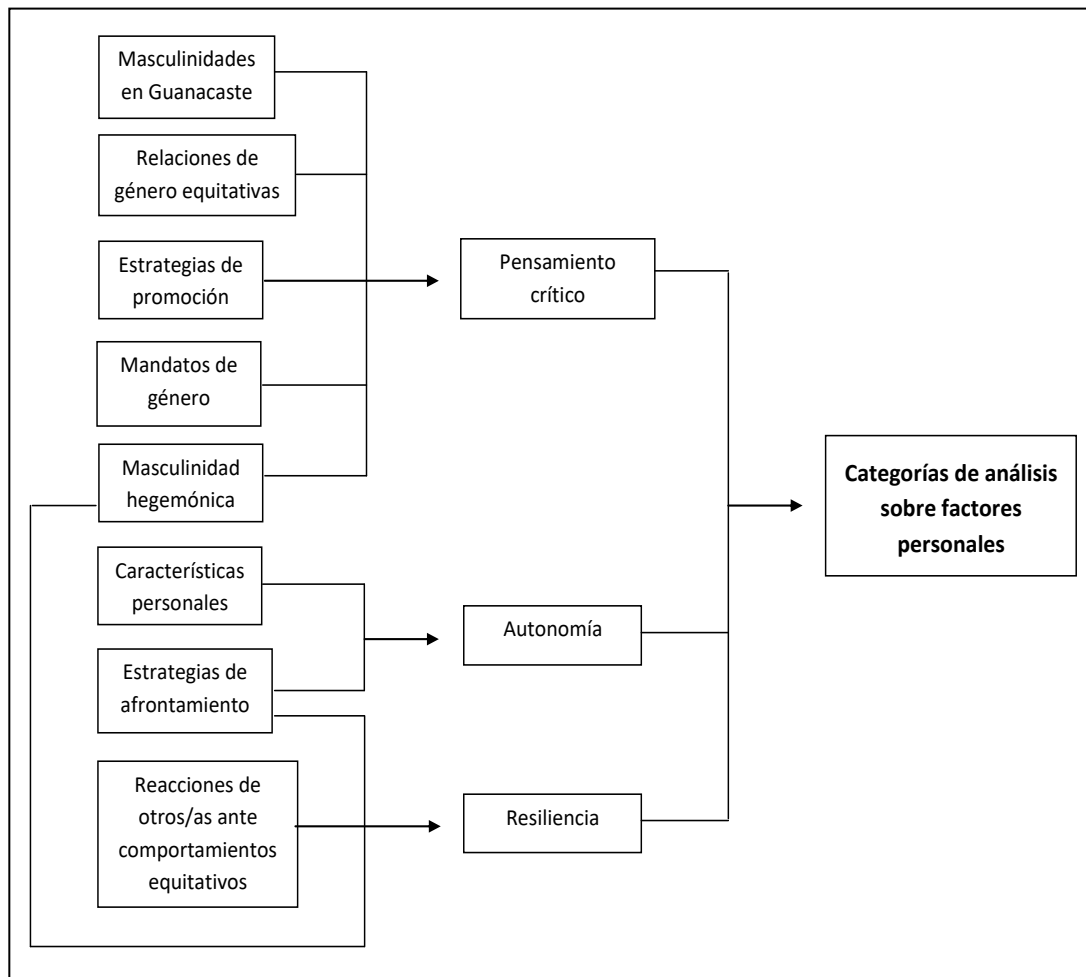 Masculinidades
en Guanacaste
Relaciones de
género equitativas
Estrategias de
promoción
Mandatos de
género
Masculinidad
hegemónica
Características
personales
Estrategias de
afrontamiento
Reacciones de
otros/as ante
comportamientos
equitativos
Pensamiento
crítico
Autonomía
Resiliencia
Categorías de análisis
sobre factores
personales